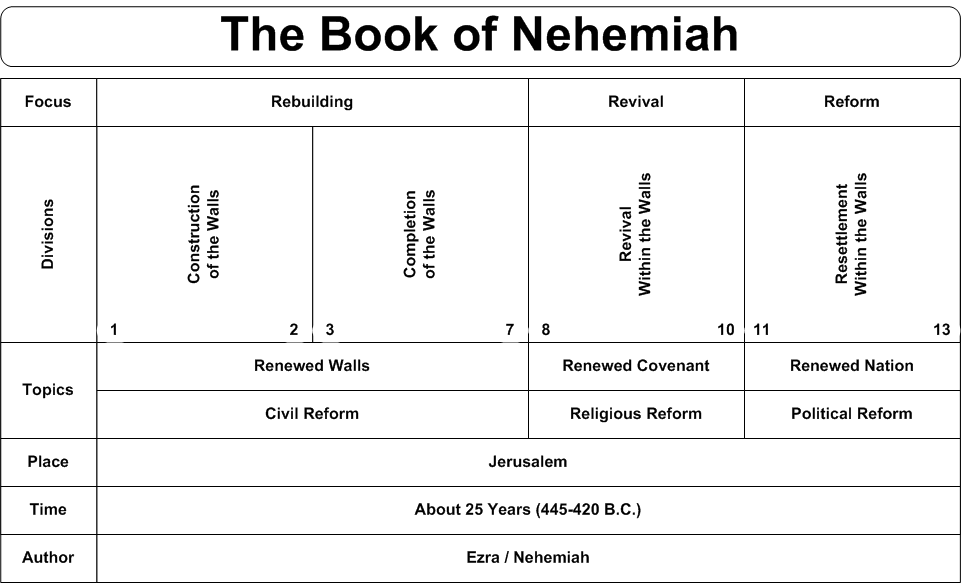 The Book of Nehemiah
Focus
Rebuilding
Revival
Reform
Divisions
Construction
of the Walls
Completion
of the Walls
Revival
Within the Walls
Resettlement
Within the Walls
1
2
3
7
8
10
11
13
Topics
Renewed Walls
Renewed Covenant
Renewed Nation
Civil Reform
Religious Reform
Political Reform
Place
Jerusalem
Time
About 25 Years (445-420 B.C.)
Author
Ezra / Nehemiah